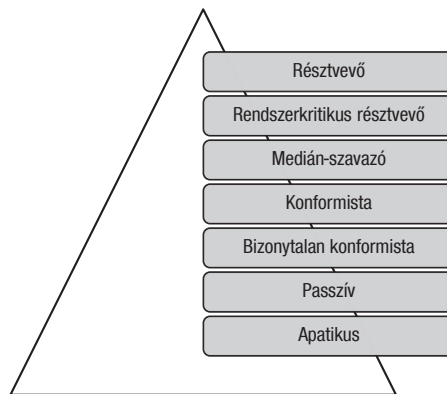 Résztvevő
Rendszerkritikus résztvevő
Medián-szavazó
Konformista
Bizonytalan konformista
Passzív
Apatikus